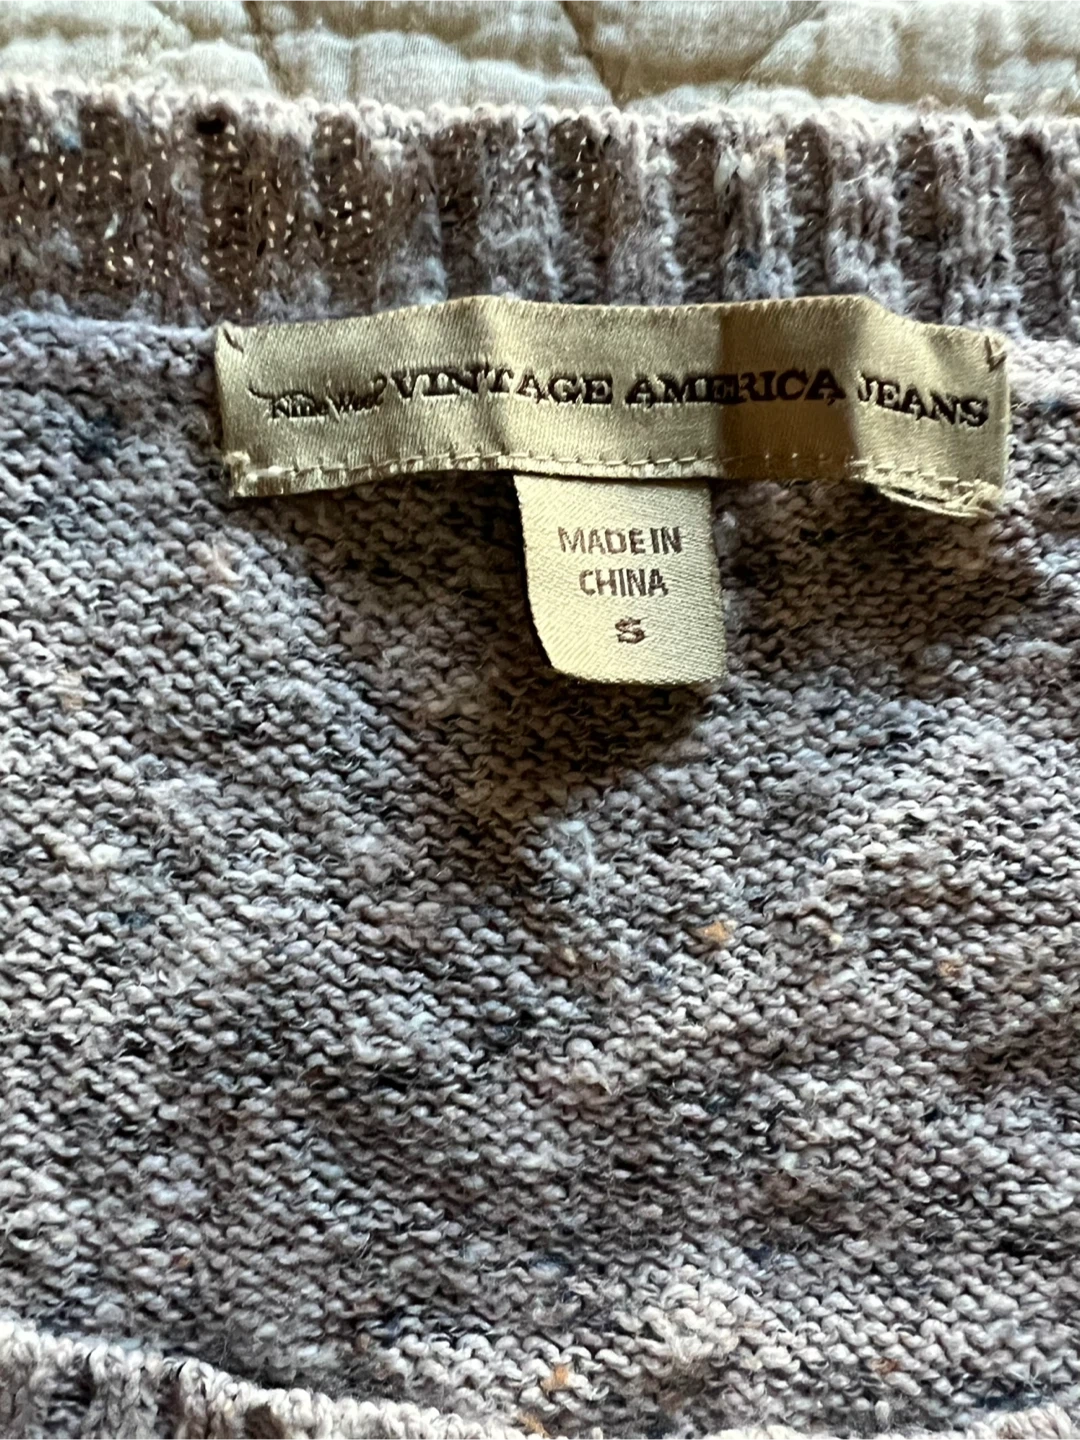 Nine West VINTAGE AMERICA JEANS
MADE IN
CHINA
S